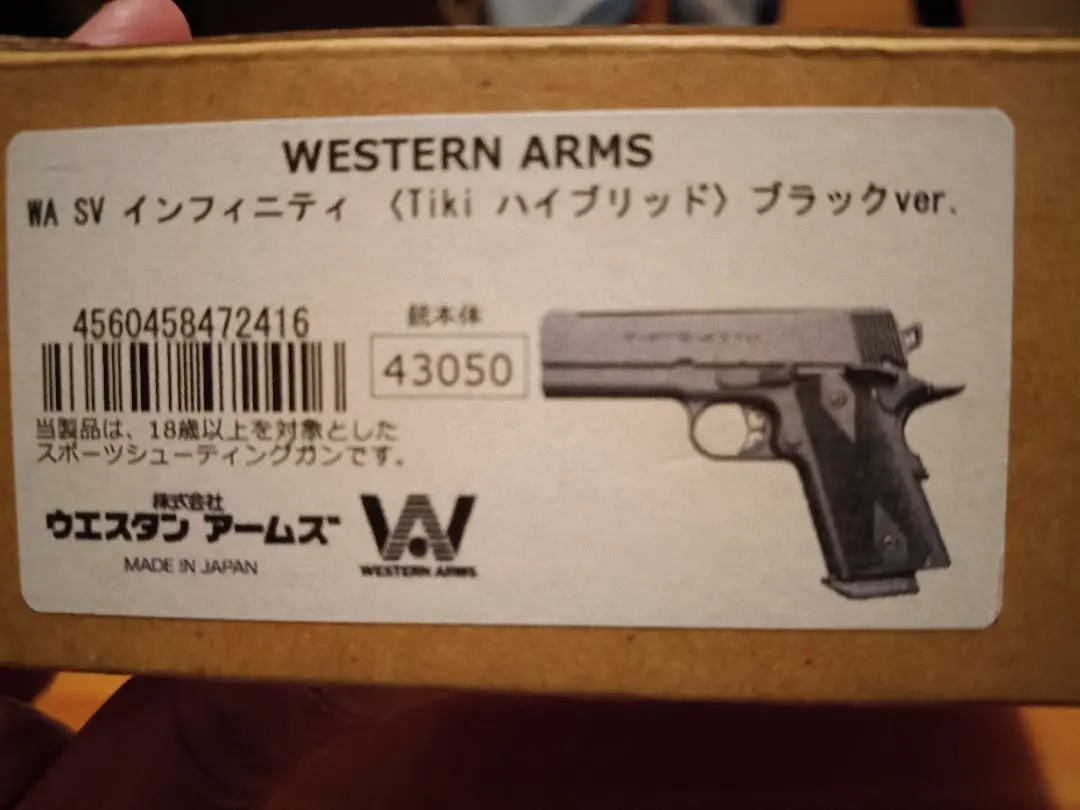 WESTERN ARMS
WA SV インフィニティ 〈Tiki ハイブリッド〉 ブラックver.
4560458472416
銃本体
43050
当製品は、18歳以上を対象とした
スポーツシューティングガンです。
株式会社
ウエスタン アームズ
MADE IN JAPAN
WESTERN ARMS